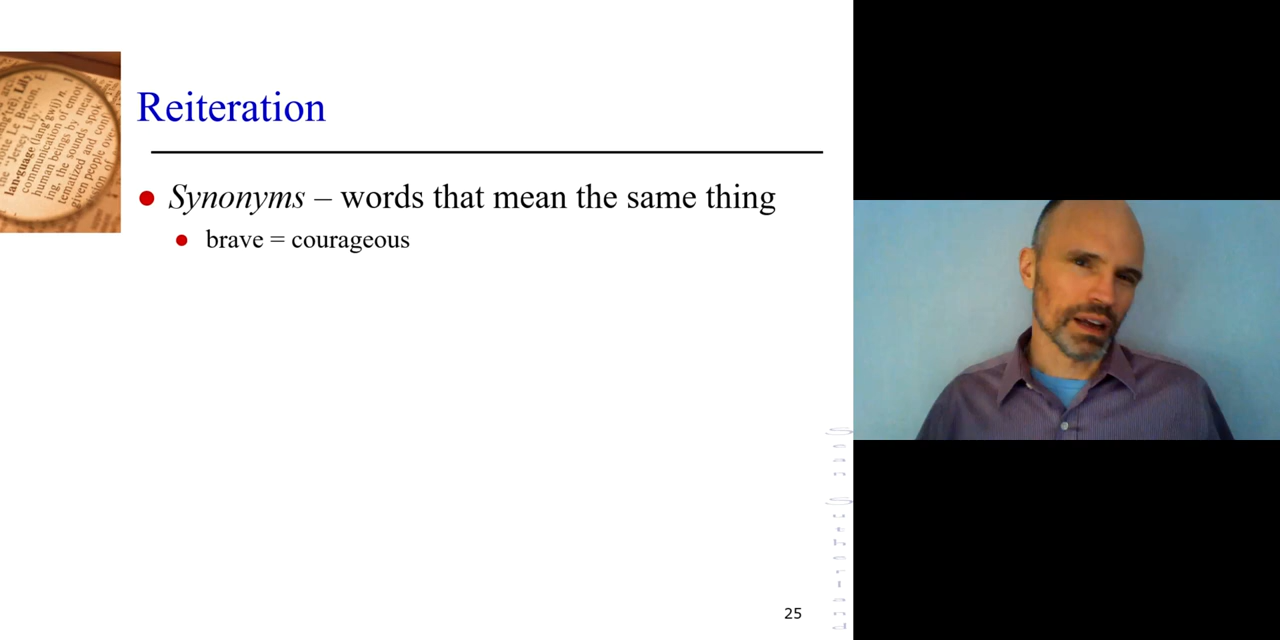 Reiteration
Synonyms – words that mean the same thing
brave = courageous
25